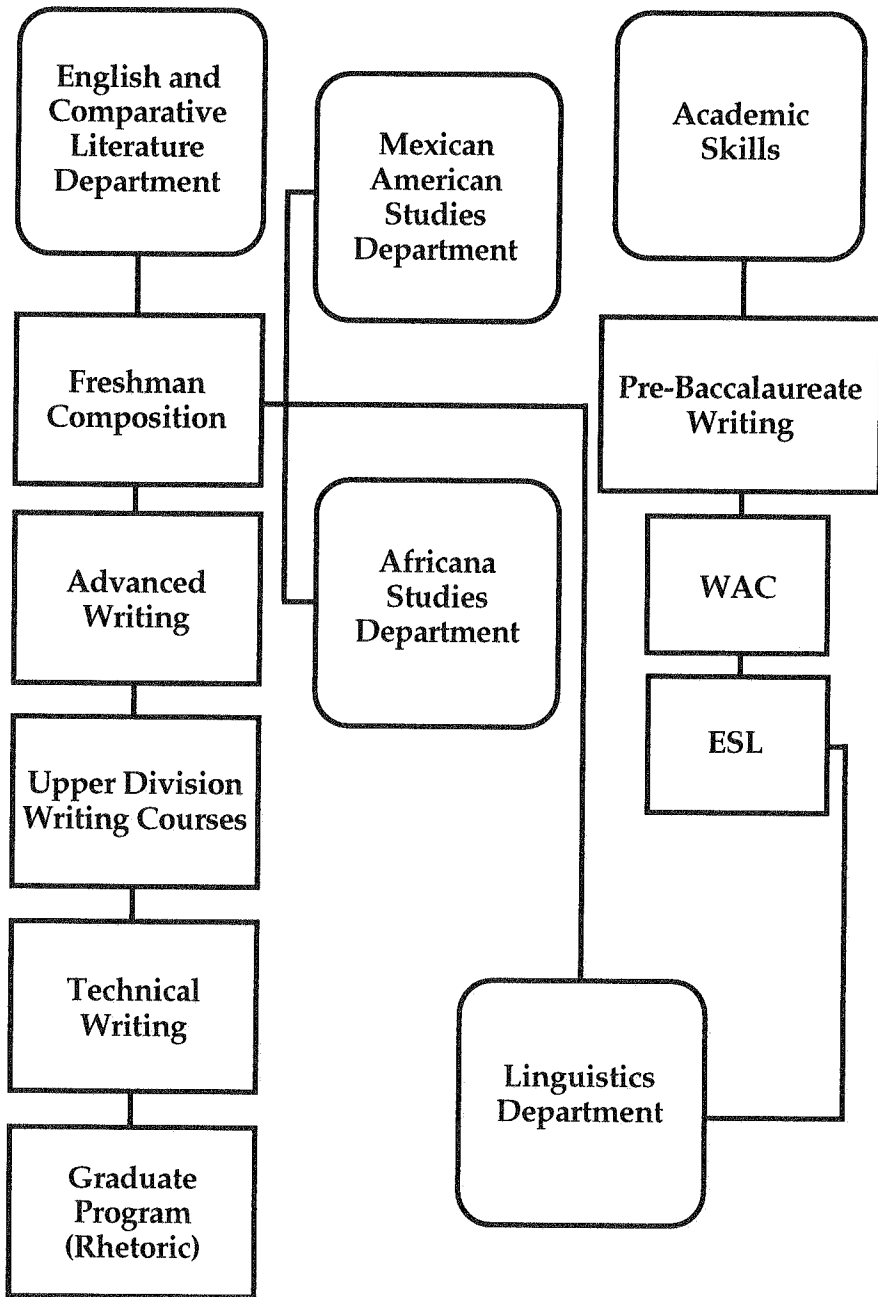 English and
Comparative
Literature
Department
Mexican
American
Studies
Department
Academic
Skills
Freshman
Composition
Pre-Baccalaureate
Writing
Advanced
Writing
Africana
Studies
Department
WAC
ESL
Upper Division
Writing Courses
Technical
Writing
Linguistics
Department
Graduate
Program
(Rhetoric)